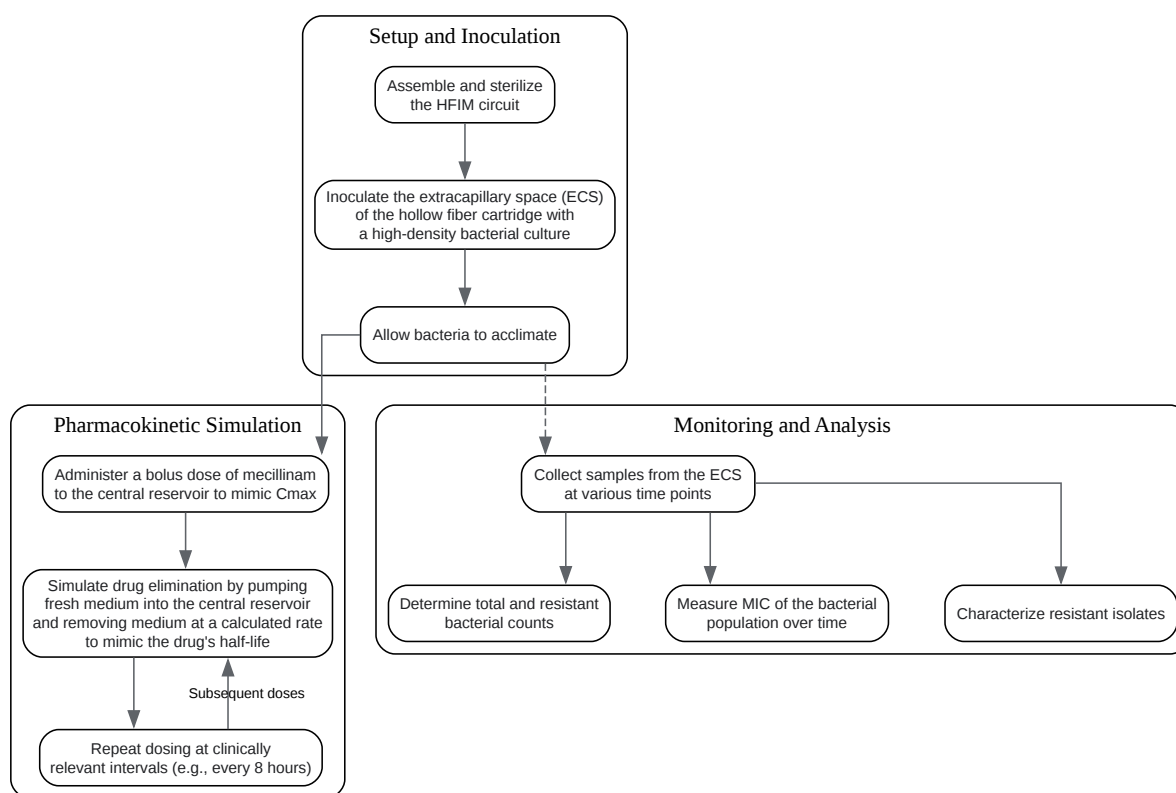 Setup and Inoculation
Assemble and sterilize
the HFIM circuit
Inoculate the extracapillary space (ECS)
of the hollow fiber cartridge with
a high-density bacterial culture
Allow bacteria to acclimate
Pharmacokinetic Simulation
Administer a bolus dose of mecillinam
to the central reservoir to mimic Cmax
Simulate drug elimination by pumping
fresh medium into the central reservoir
and removing medium at a calculated rate
to mimic the drug's half-life
Subsequent doses
Repeat dosing at clinically
relevant intervals (e.g., every 8 hours)
Monitoring and Analysis
Collect samples from the ECS
at various time points
Determine total and resistant
bacterial counts
Measure MIC of the bacterial
population over time
Characterize resistant isolates